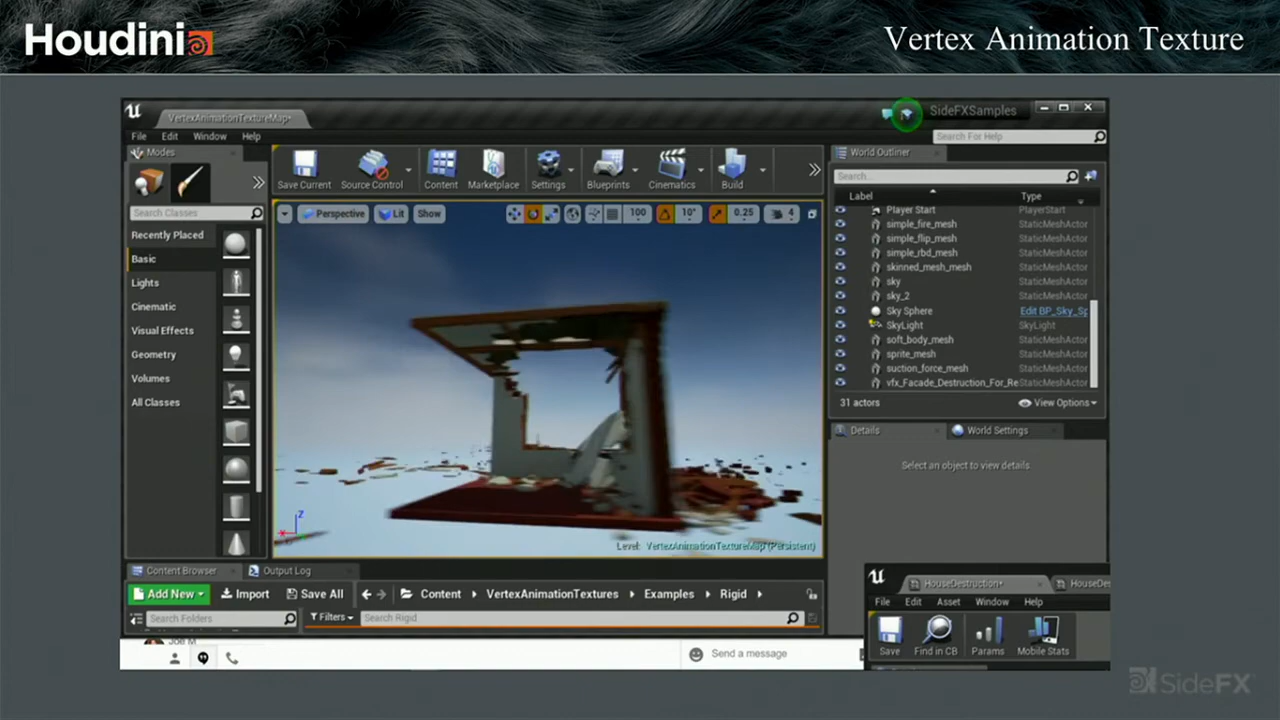 Houdini
Vertex Animation Texture
VertexAnimationTextureMap*
SideFXSamples
File Edit Window Help
Search For Help
Modes
Save Current
Source Control
Content
Marketplace
Settings
Blueprints
Cinematics
Build
World Outliner
Search...
Label Type
Search Classes
Perspective Lit Show
100 10° 0.25 4
Recently Placed
Basic
Lights
Cinematic
Visual Effects
Geometry
Volumes
All Classes
Player Start PlayerStart
simple_fire_mesh StaticMeshActor
simple_flip_mesh StaticMeshActor
simple_rbd_mesh StaticMeshActor
skinned_mesh_mesh StaticMeshActor
sky StaticMeshActor
sky_2 StaticMeshActor
Sky Sphere Edit BP_Sky_Sp
SkyLight SkyLight
soft_body_mesh StaticMeshActor
sprite_mesh StaticMeshActor
suction_force_mesh StaticMeshActor
vfx_Facade_Destruction_For_Re StaticMeshActor
31 actors View Options
Details World Settings
Select an object to view details
Z
Level: VertexAnimationTextureMap (Persistent)
Content Browser Output Log
Add New Import Save All Content VertexAnimationTextures Examples Rigid
Search Folders Filters Search Rigid
Joe M
Send a message
HouseDestruction* HouseDes
File Edit Asset Window Help
Save Find in CB Params Mobile Stats
SideFX